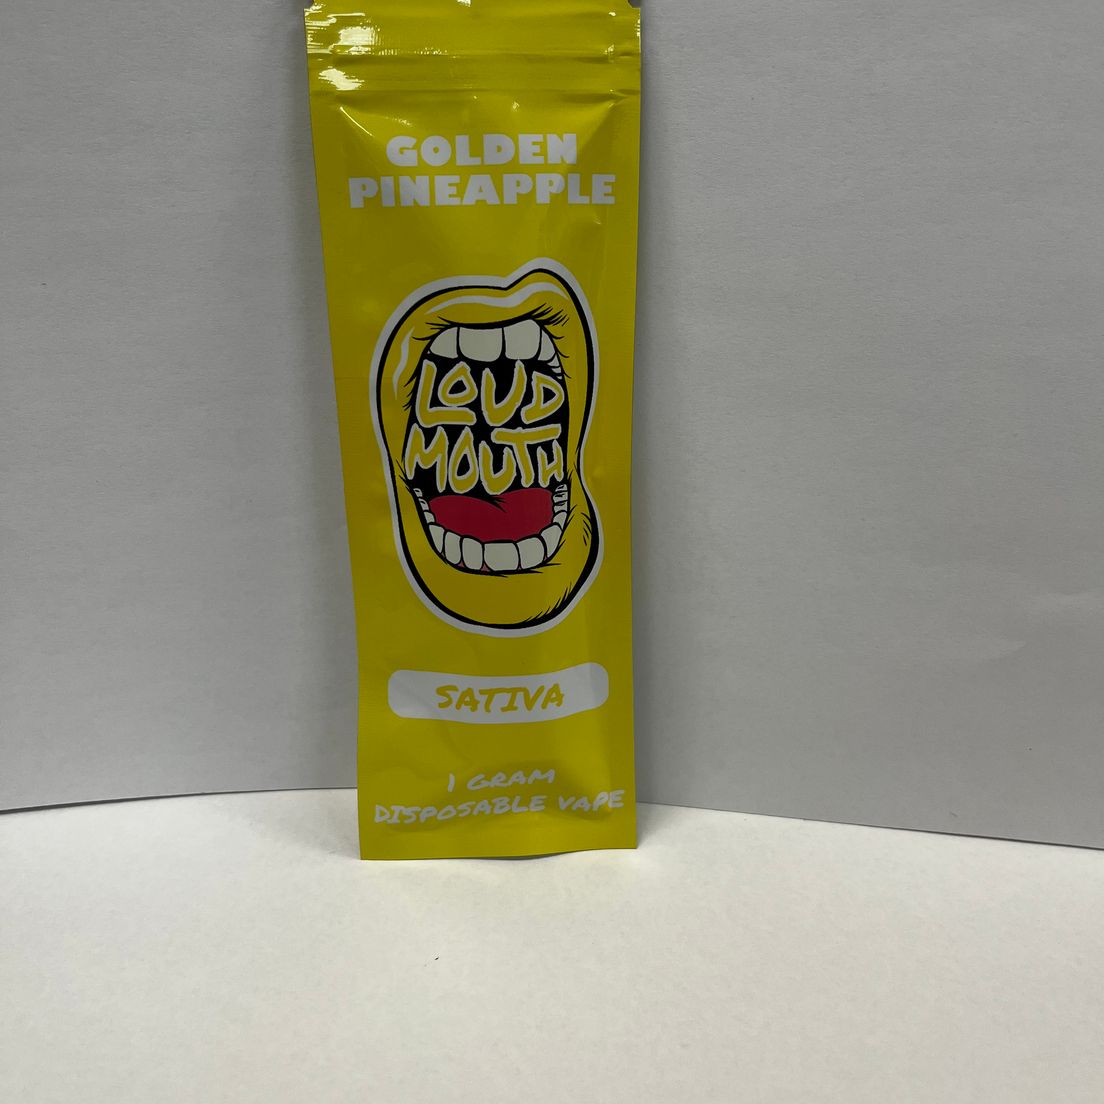 GOLDEN
PINEAPPLE
LOUD
MOUTH
SATIVA
1 GRAM
DISPOSABLE VAPE